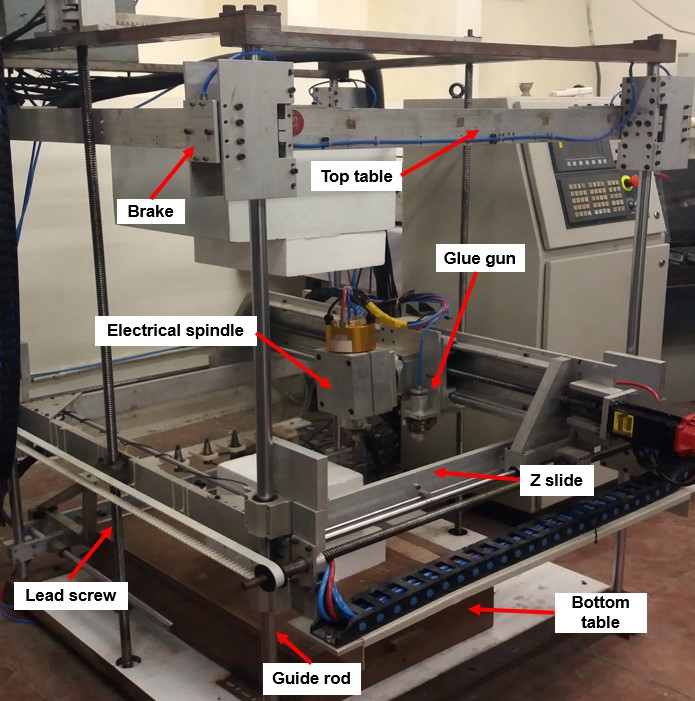 Top table
Brake
Glue gun
Electrical spindle
Z slide
Lead screw
Bottom
table
Guide rod